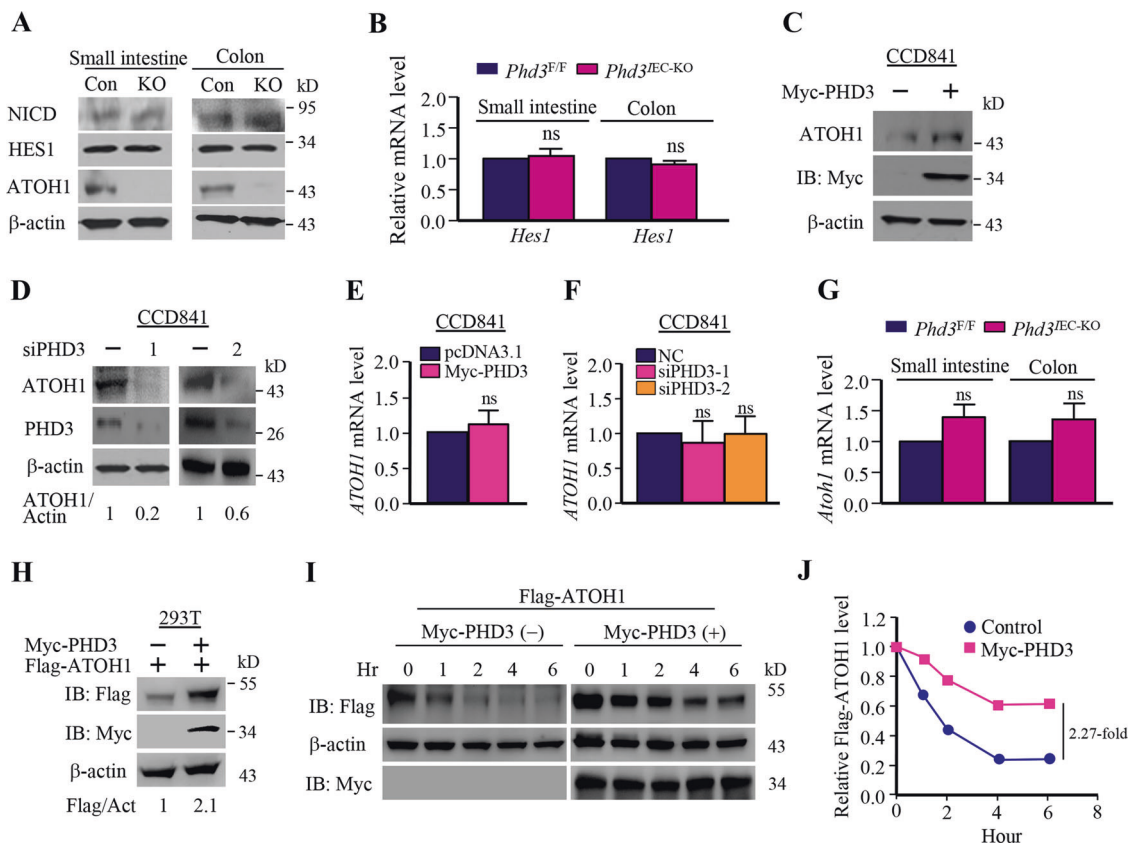 A
Small intestine Colon
Con KO Con KO kD
NICD 95
HES1 34
ATOH1 43
β-actin 43
B
Phd3F/F Phd3IEC-KO
Relative mRNA level
2.0
1.5
1.0
0.5
0.0
Small intestine Colon
ns ns
Hes1 Hes1
C
CCD841
Myc-PHD3 – + kD
ATOH1 43
IB: Myc 34
β-actin 43
D
CCD841
siPHD3 – 1 – 2 kD
ATOH1 43
PHD3 26
β-actin 43
ATOH1/
Actin 1 0.2 1 0.6
E
CCD841
pcDNA3.1
Myc-PHD3
ATOH1 mRNA level
2.0
1.5
1.0
0.5
0.0
ns
F
CCD841
NC
siPHD3-1
siPHD3-2
ATOH1 mRNA level
2.0
1.5
1.0
0.5
0.0
ns ns
G
Phd3F/F Phd3IEC-KO
Atoh1 mRNA level
2.0
1.5
1.0
0.5
0.0
Small intestine Colon
ns ns
H
293T
Myc-PHD3 – +
Flag-ATOH1 + + kD
IB: Flag 55
IB: Myc 34
β-actin 43
Flag/Act 1 2.1
I
Flag-ATOH1
Myc-PHD3 (–) Myc-PHD3 (+)
Hr 0 1 2 4 6 0 1 2 4 6 kD
IB: Flag 55
β-actin 43
IB: Myc 34
J
Relative Flag-ATOH1 level
1.2
1.0
0.8
0.6
0.4
0.2
0.0
Control
Myc-PHD3
2.27-fold
0 2 4 6 8
Hour